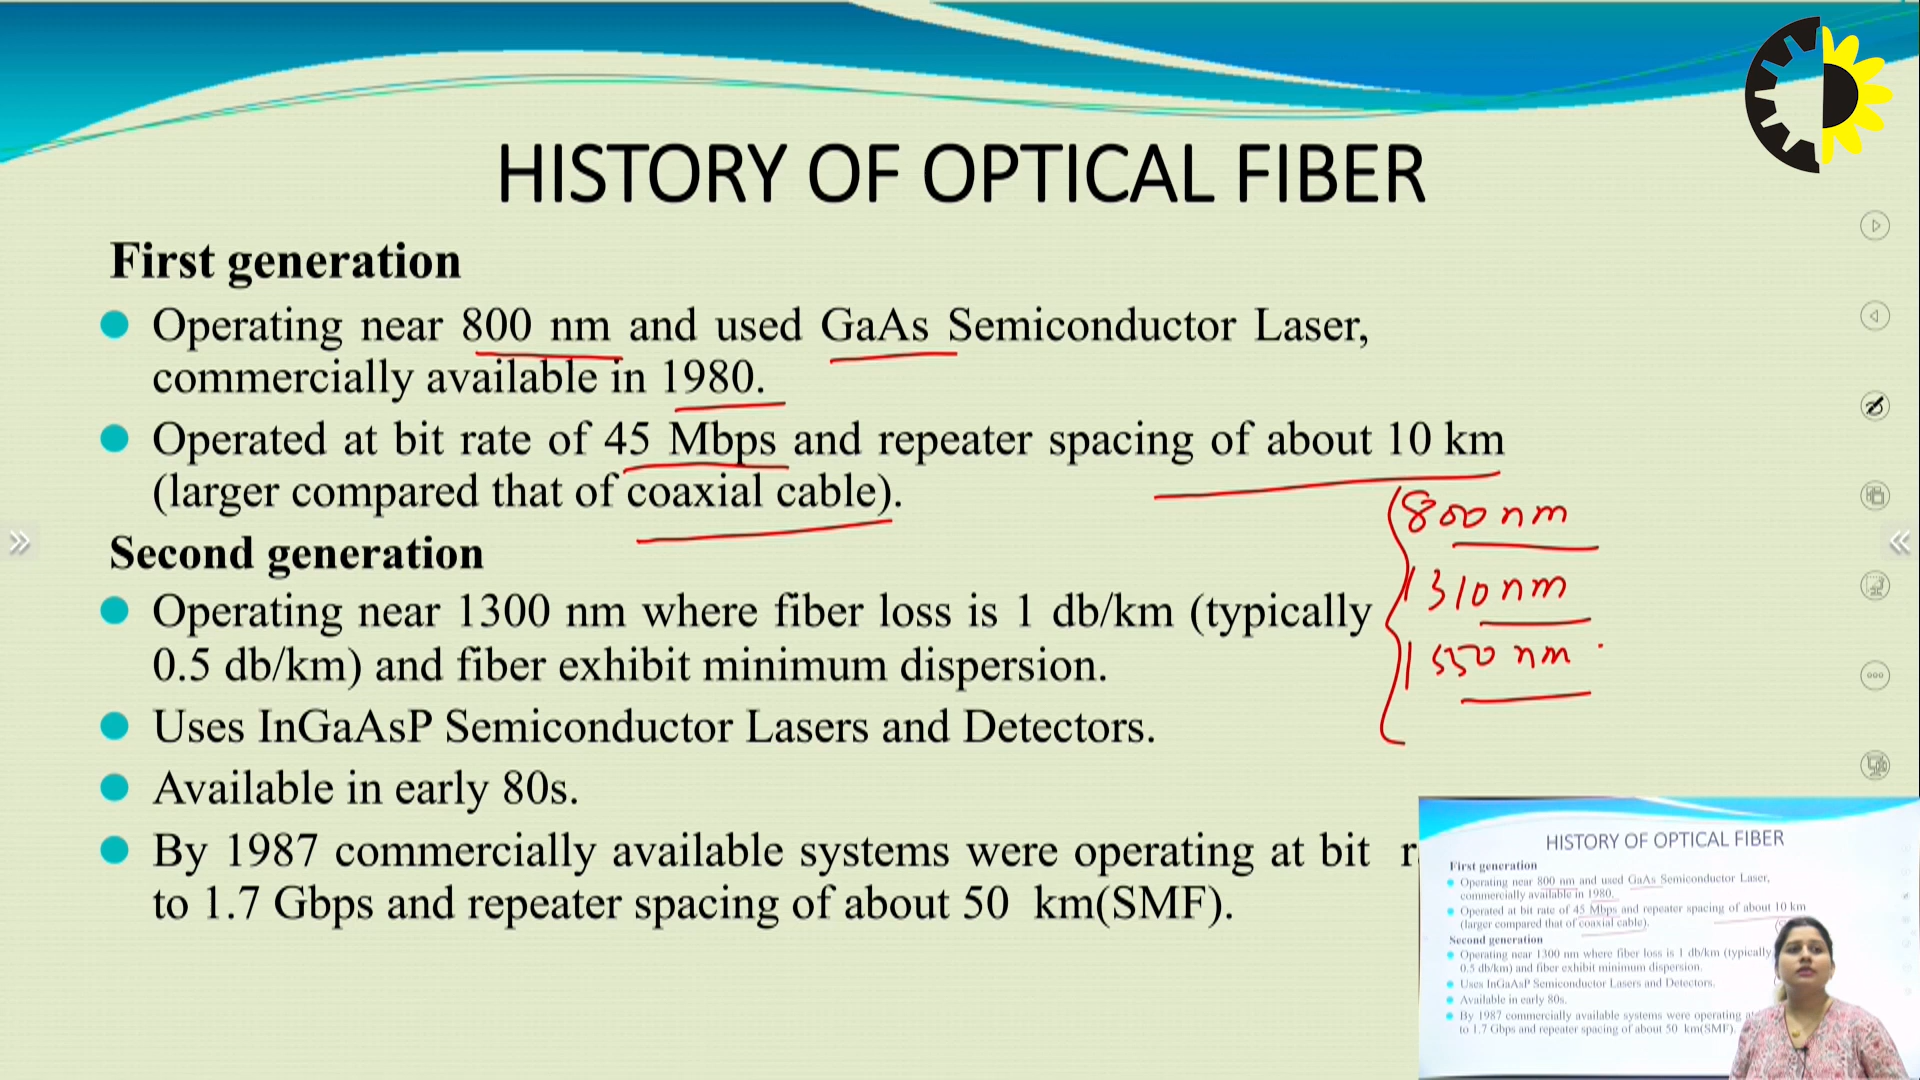 HISTORY OF OPTICAL FIBER
First generation
Operating near 800 nm and used GaAs Semiconductor Laser,
commercially available in 1980.
Operated at bit rate of 45 Mbps and repeater spacing of about 10 km
(larger compared that of coaxial cable).
800 nm
1310 nm
1550 nm
Second generation
Operating near 1300 nm where fiber loss is 1 db/km (typically
0.5 db/km) and fiber exhibit minimum dispersion.
Uses InGaAsP Semiconductor Lasers and Detectors.
Available in early 80s.
By 1987 commercially available systems were operating at bit
to 1.7 Gbps and repeater spacing of about 50 km(SMF).
HISTORY OF OPTICAL FIBER
First generation
Operating near 800 nm and used GaAs Semiconductor Laser,
commercially available in 1980.
Operated at bit rate of 45 Mbps and repeater spacing of about 10 km
(larger compared that of coaxial cable).
Second generation
Operating near 1300 nm where fiber loss is 1 db/km (typically
0.5 db/km) and fiber exhibit minimum dispersion.
Uses InGaAsP Semiconductor Lasers and Detectors.
Available in early 80s.
By 1987 commercially available systems were operating
to 1.7 Gbps and repeater spacing of about 50 km(SMF).